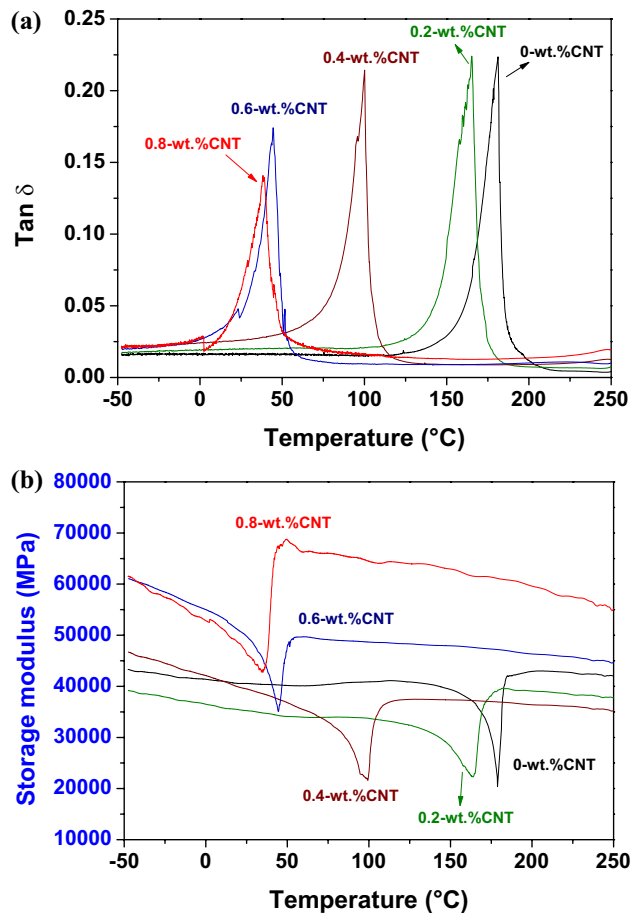 (a)
0.25
0.20
0.15
0.10
0.05
0.00
Tan δ
0.2-wt.%CNT
0-wt.%CNT
0.4-wt.%CNT
0.6-wt.%CNT
0.8-wt.%CNT
-50 0 50 100 150 200 250
Temperature (°C)
(b)
80000
70000
60000
50000
40000
30000
20000
10000
Storage modulus (MPa)
0.8-wt.%CNT
0.6-wt.%CNT
0-wt.%CNT
0.4-wt.%CNT
0.2-wt.%CNT
-50 0 50 100 150 200 250
Temperature (°C)